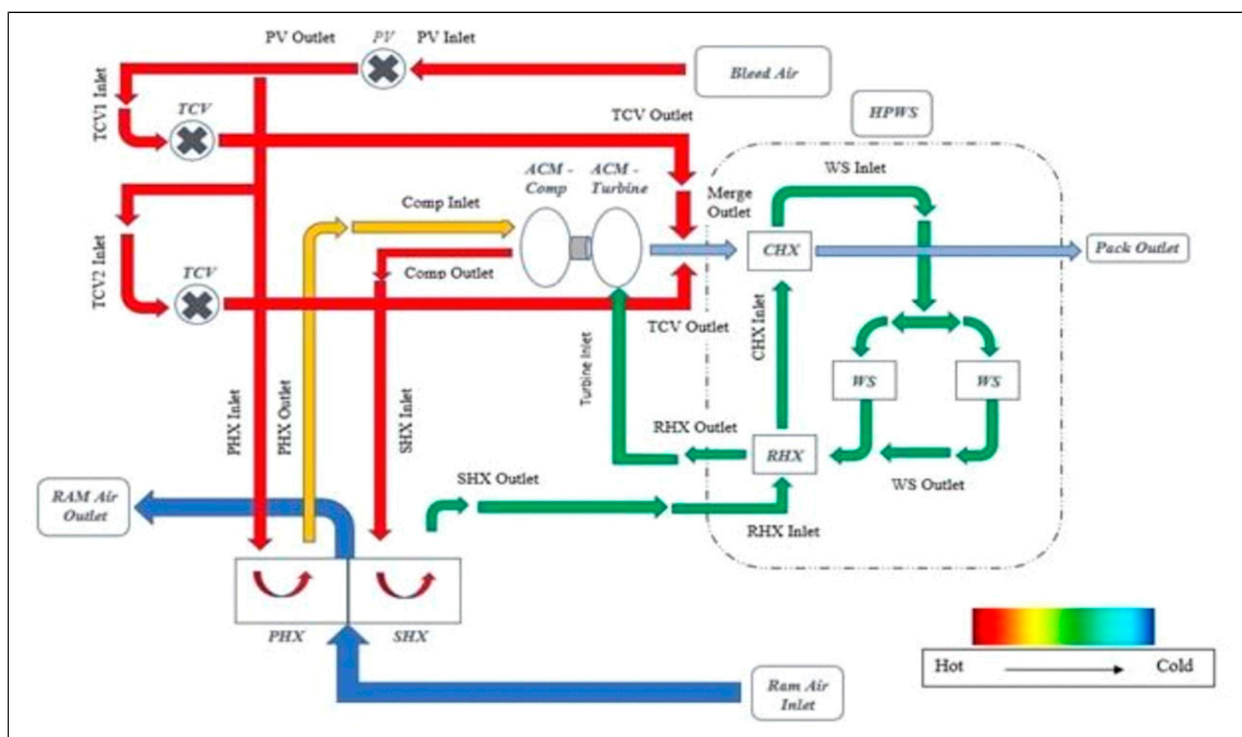 PV Outlet
PV
PV Inlet
Bleed Air
TCV1 Inlet
TCV
TCV Outlet
HPWS
ACM -
Comp
ACM -
Turbine
WS Inlet
Comp Inlet
Merge
Outlet
CHX
Pack Outlet
TCV2 Inlet
TCV
Comp Outlet
TCV Outlet
CHX Inlet
Turbine Inlet
WS
WS
PHX Inlet
PHX Outlet
SHX Inlet
RHX Outlet
RHX
WS Outlet
SHX Outlet
RHX Inlet
RAM Air
Outlet
PHX
SHX
Ram Air
Inlet
Hot
Cold